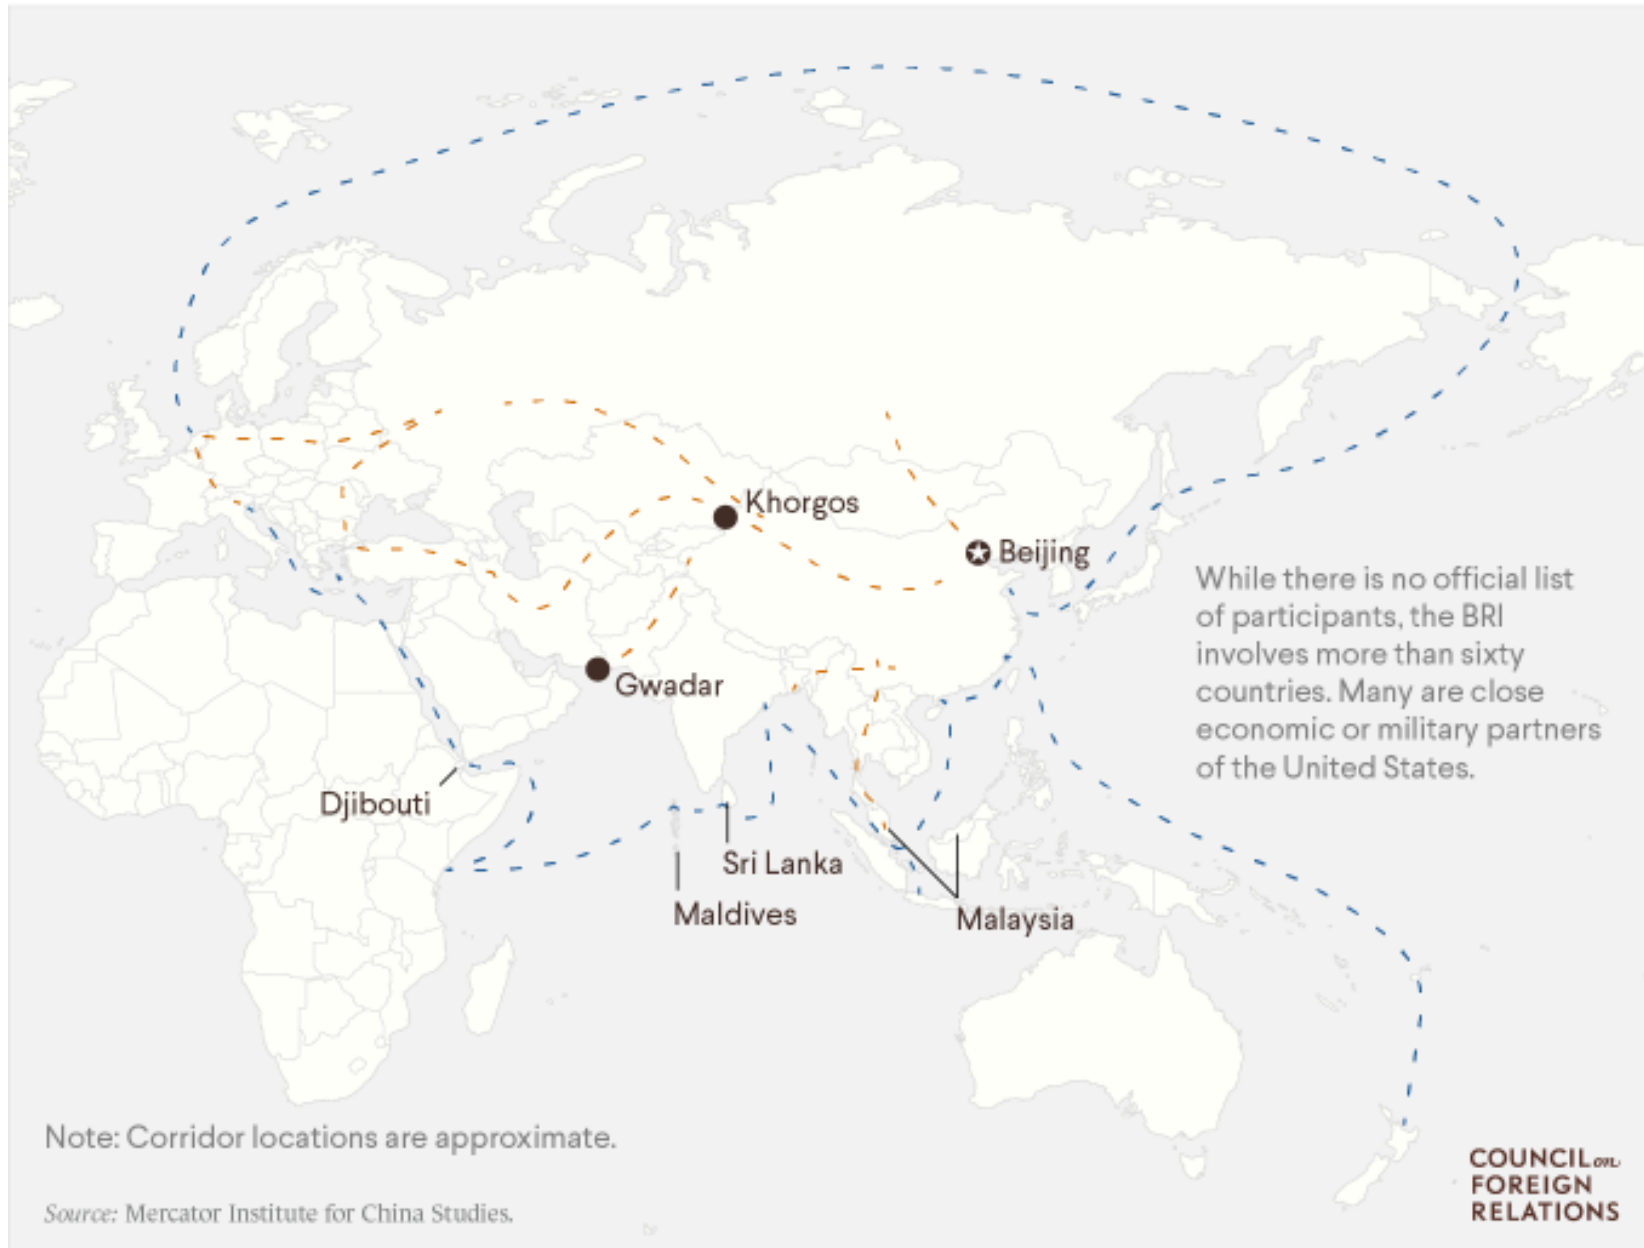 Khorgos
Beijing
While there is no official list
of participants, the BRI
involves more than sixty
countries. Many are close
economic or military partners
of the United States.
Gwadar
Djibouti
Sri Lanka
Maldives
Malaysia
Note: Corridor locations are approximate.
Source: Mercator Institute for China Studies.
COUNCIL on
FOREIGN
RELATIONS